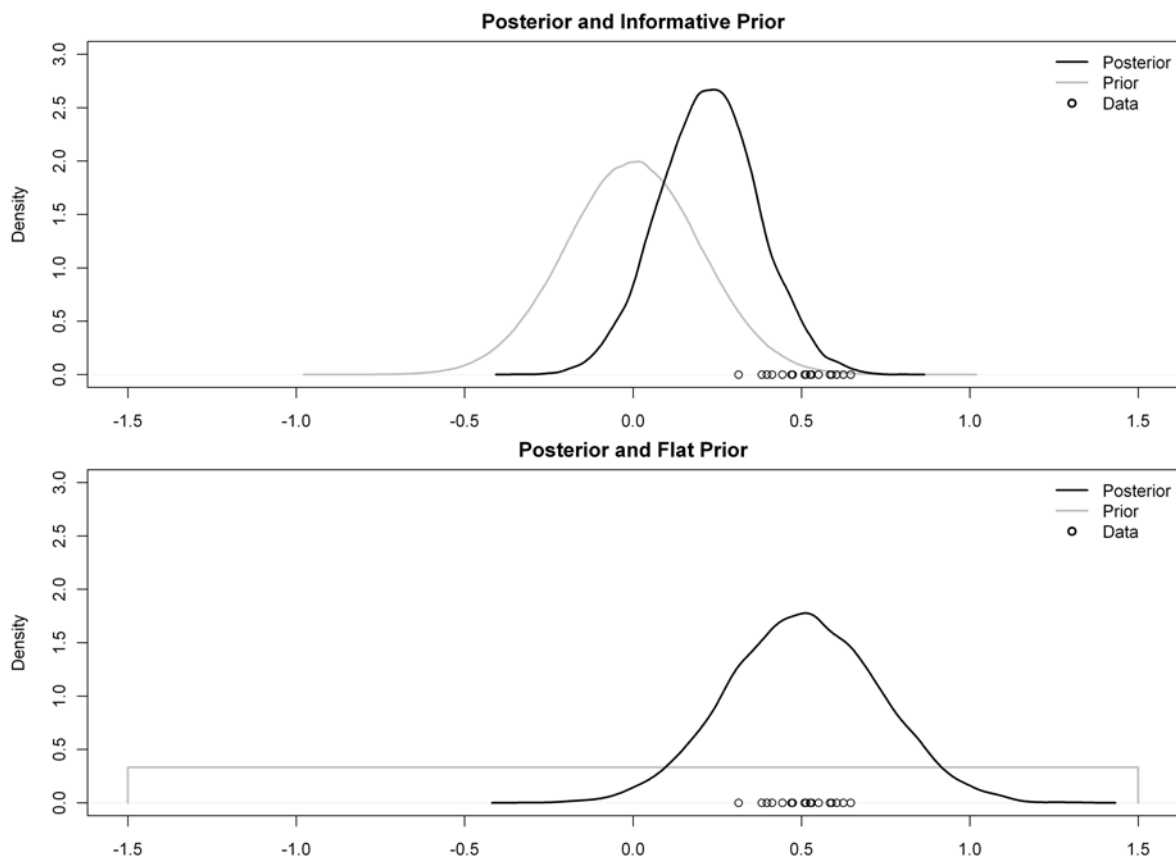 Posterior and Informative Prior
Density
3.0
2.5
2.0
1.5
1.0
0.5
0.0
Posterior
Prior
Data
-1.5 -1.0 -0.5 0.0 0.5 1.0 1.5
Posterior and Flat Prior
Density
3.0
2.5
2.0
1.5
1.0
0.5
0.0
Posterior
Prior
Data
-1.5 -1.0 -0.5 0.0 0.5 1.0 1.5